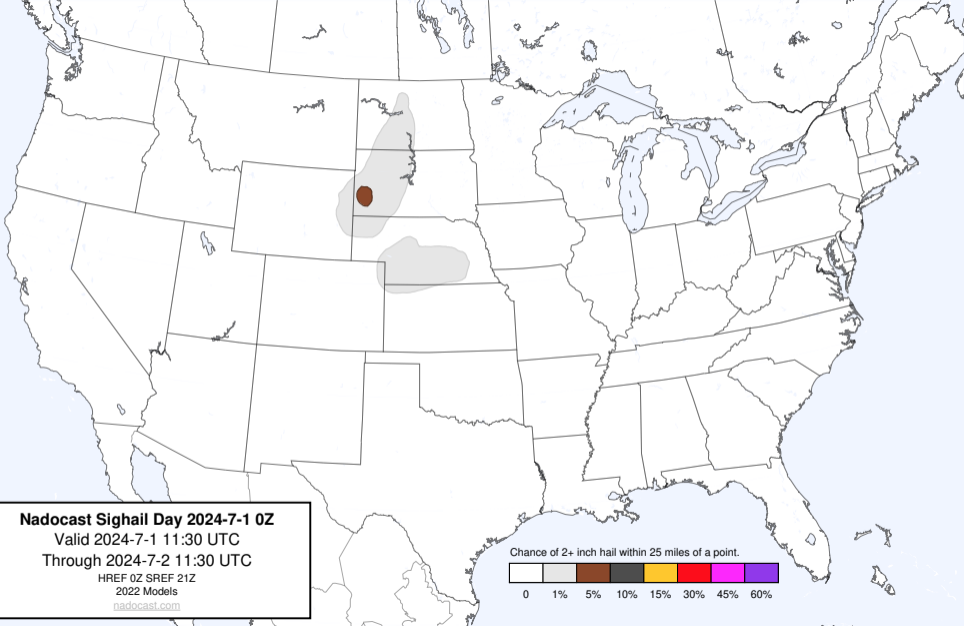 Nadocast Sighail Day 2024-7-1 0Z
Valid 2024-7-1 11:30 UTC
Through 2024-7-2 11:30 UTC
HREF 0Z SREF 21Z
2022 Models
nadocast.com
Chance of 2+ inch hail within 25 miles of a point.
0 1% 5% 10% 15% 30% 45% 60%